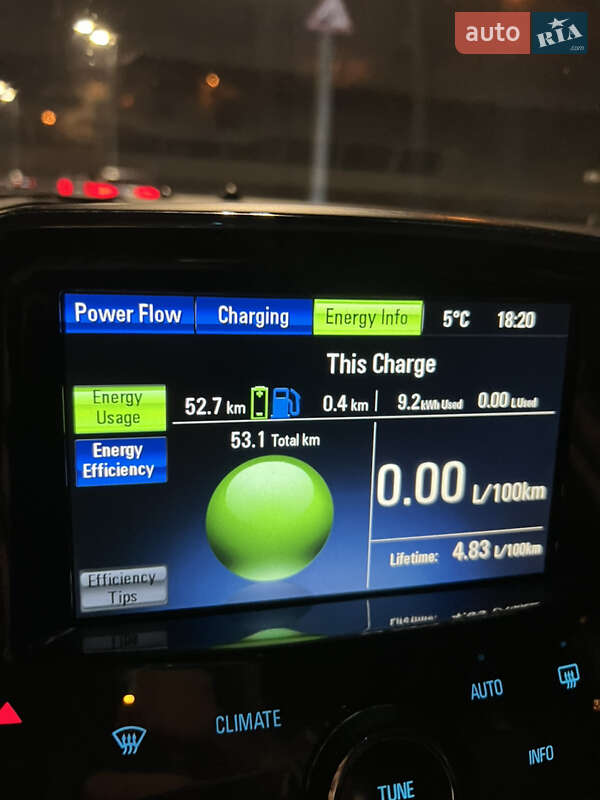 auto RIA .com
Power Flow Charging Energy Info 5°C 18:20
This Charge
Energy Usage
52.7 km 0.4 km 9.2 kWh Used 0.00 L Used
53.1 Total km
Energy Efficiency
0.00 L/100km
Lifetime: 4.83 L/100km
Efficiency Tips
AUTO
CLIMATE
INFO
TUNE